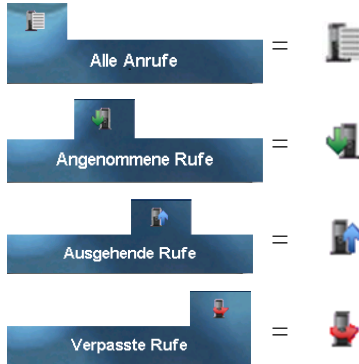 Alle Anrufe
=
Angenommene Rufe
=
Ausgehende Rufe
=
Verpasste Rufe
=